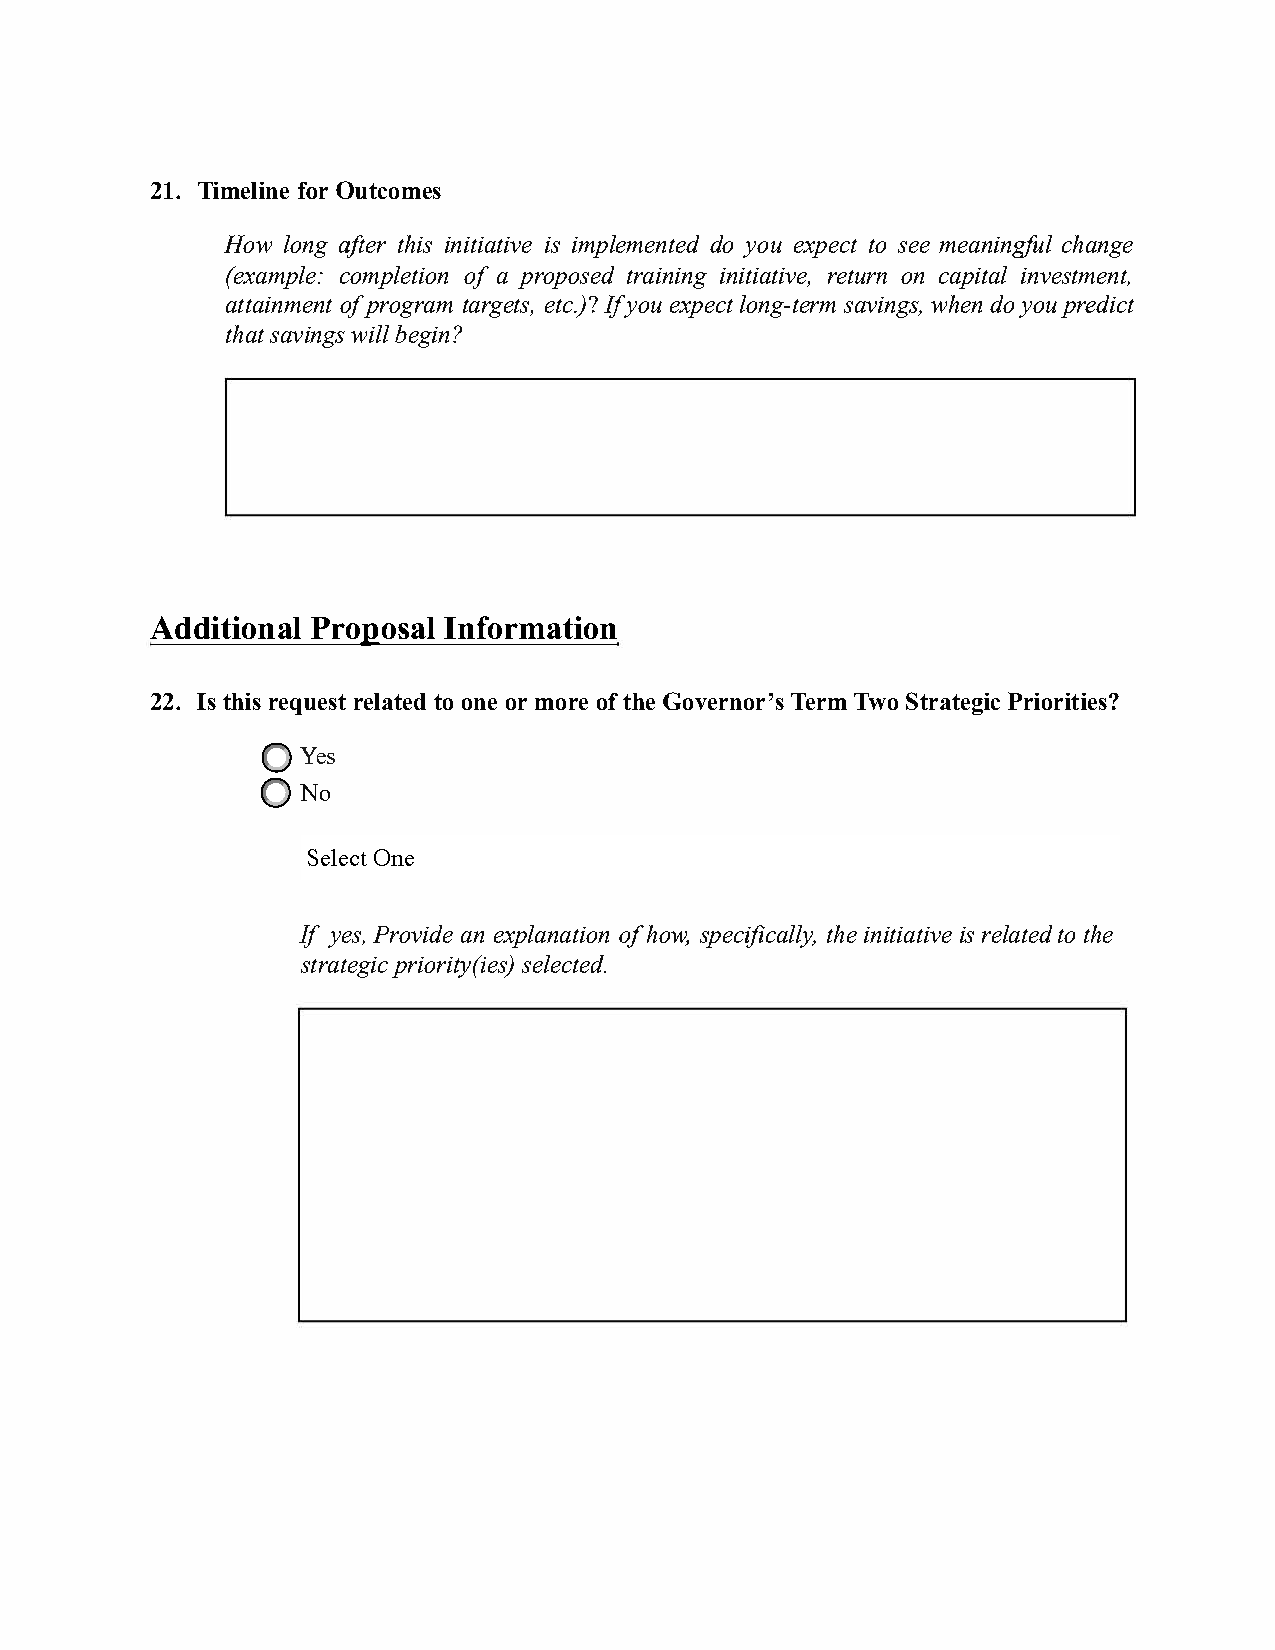 21. Timeline for Outcomes
How long after this initiative is implemented do you expect to see meaningful change
(example: completion of a proposed training initiative, return on capital investment,
attainment of program targets, etc.)? If you expect long-term savings, when do you predict
that savings will begin?
Additional Proposal Information
22. Is this request related to one or more of the Governor’s Term Two Strategic Priorities?
Yes
No
Select One
If yes, Provide an explanation of how, specifically, the initiative is related to the
strategic priority(ies) selected.